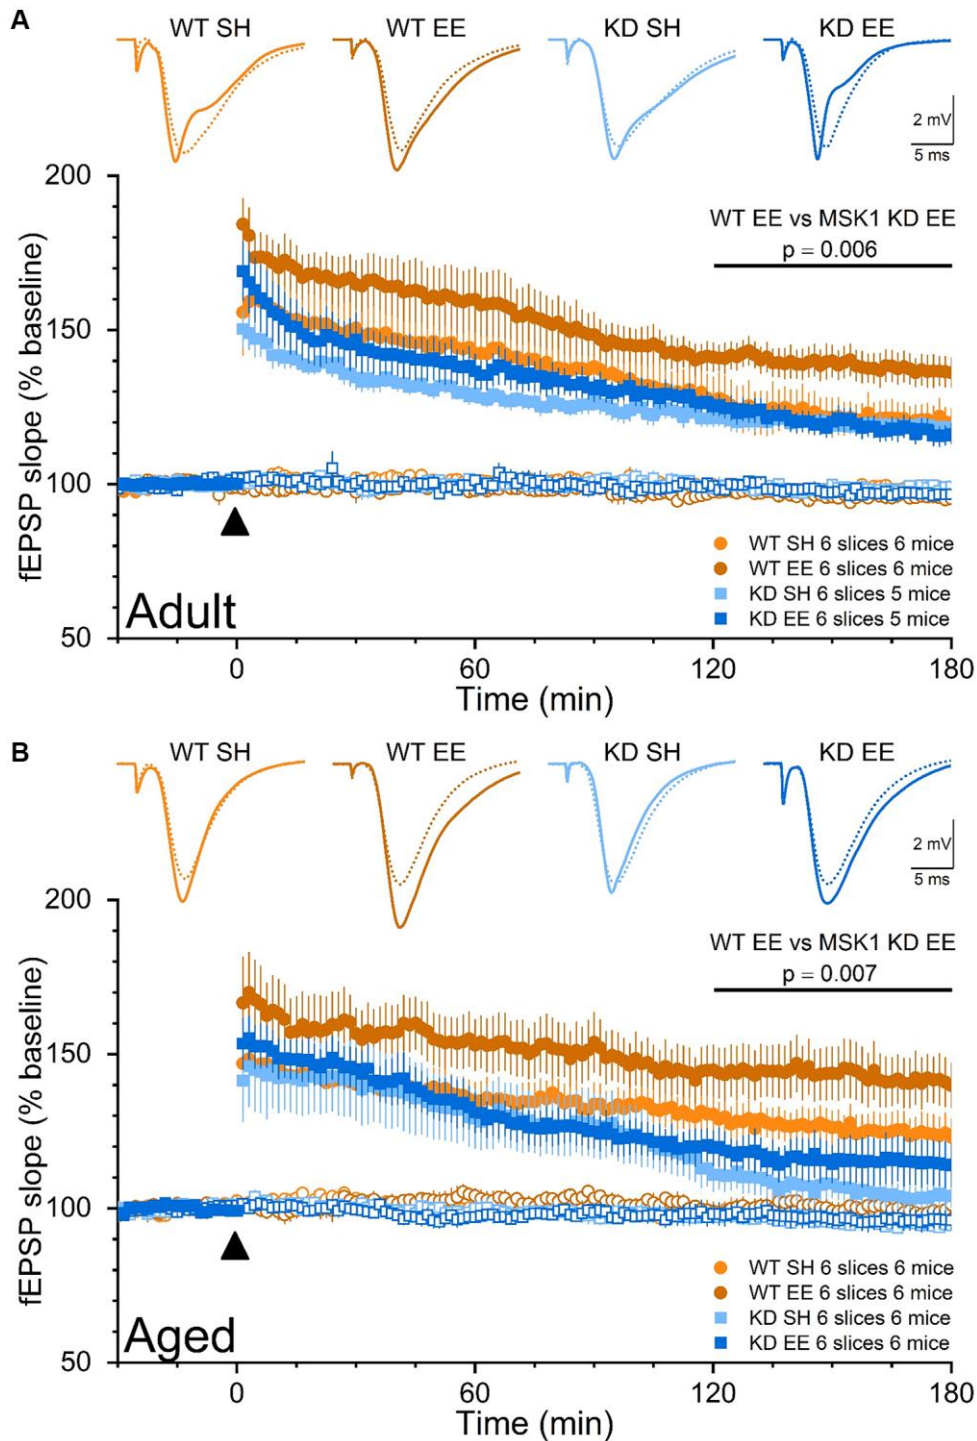 A
WT SH
WT EE
KD SH
KD EE
2 mV
5 ms
200
150
100
50
fEPSP slope (% baseline)
WT EE vs MSK1 KD EE
p = 0.006
WT SH 6 slices 6 mice
WT EE 6 slices 6 mice
KD SH 6 slices 5 mice
KD EE 6 slices 5 mice
Adult
0
60
120
180
Time (min)
B
WT SH
WT EE
KD SH
KD EE
2 mV
5 ms
200
150
100
50
fEPSP slope (% baseline)
WT EE vs MSK1 KD EE
p = 0.007
WT SH 6 slices 6 mice
WT EE 6 slices 6 mice
KD SH 6 slices 6 mice
KD EE 6 slices 6 mice
Aged
0
60
120
180
Time (min)